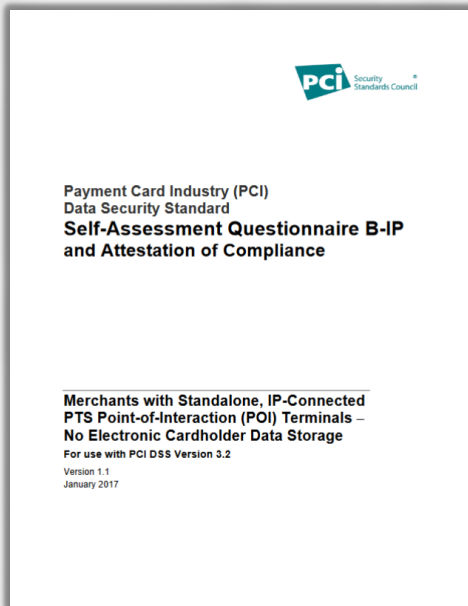 PCI Security ®
Standards Council
Payment Card Industry (PCI)
Data Security Standard
Self-Assessment Questionnaire B-IP
and Attestation of Compliance
Merchants with Standalone, IP-Connected
PTS Point-of-Interaction (POI) Terminals –
No Electronic Cardholder Data Storage
For use with PCI DSS Version 3.2
Version 1.1
January 2017